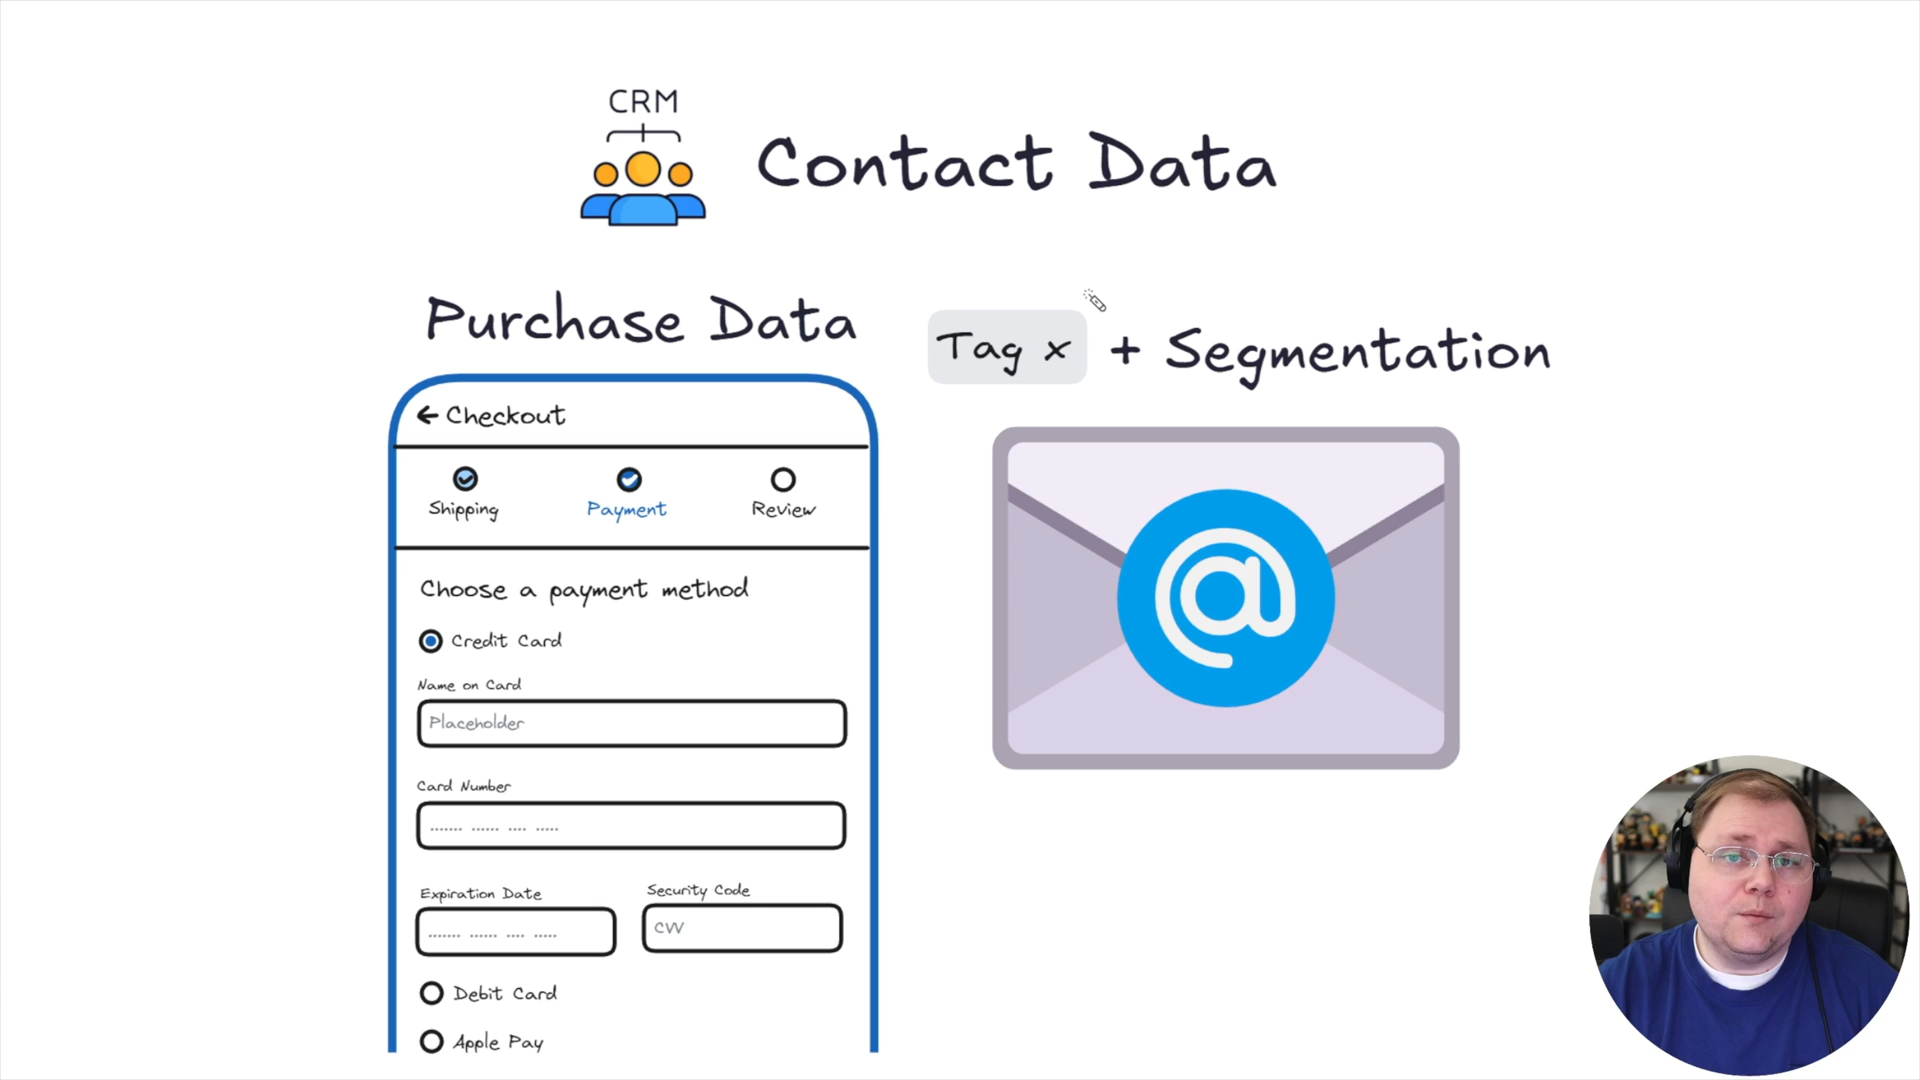 CRM
Contact Data
Purchase Data
Tag x + Segmentation
← Checkout
Shipping Payment Review
Choose a payment method
Credit Card
Name on Card
Placeholder
Card Number
Expiration Date
Security Code
CVV
Debit Card
Apple Pay
@